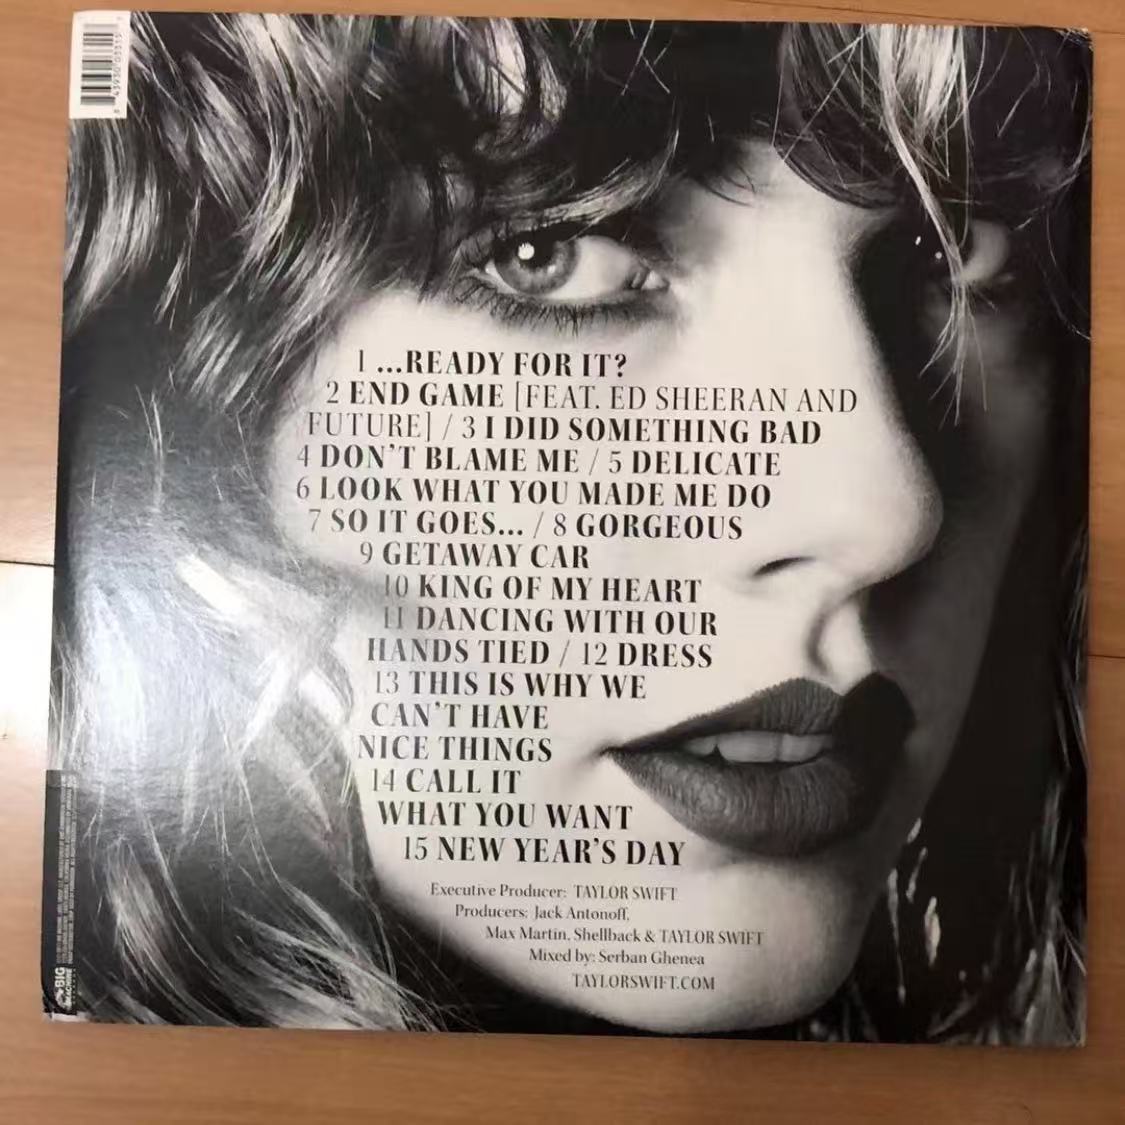 1 ...READY FOR IT?
2 END GAME [FEAT. ED SHEERAN AND
FUTURE] / 3 I DID SOMETHING BAD
4 DON'T BLAME ME / 5 DELICATE
6 LOOK WHAT YOU MADE ME DO
7 SO IT GOES... / 8 GORGEOUS
9 GETAWAY CAR
10 KING OF MY HEART
11 DANCING WITH OUR
HANDS TIED / 12 DRESS
13 THIS IS WHY WE
CAN'T HAVE
NICE THINGS
14 CALL IT
WHAT YOU WANT
15 NEW YEAR'S DAY
Executive Producer: TAYLOR SWIFT
Producers: Jack Antonoff,
Max Martin, Shellback & TAYLOR SWIFT
Mixed by: Serban Ghenea
TAYLORSWIFT.COM
BIG
MACHINE